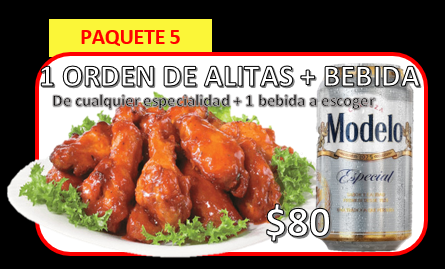 PAQUETE 5
1 ORDEN DE ALITAS + BEBIDA
De cualquier especialidad + 1 bebida a escoger
Modelo
Especial
$80